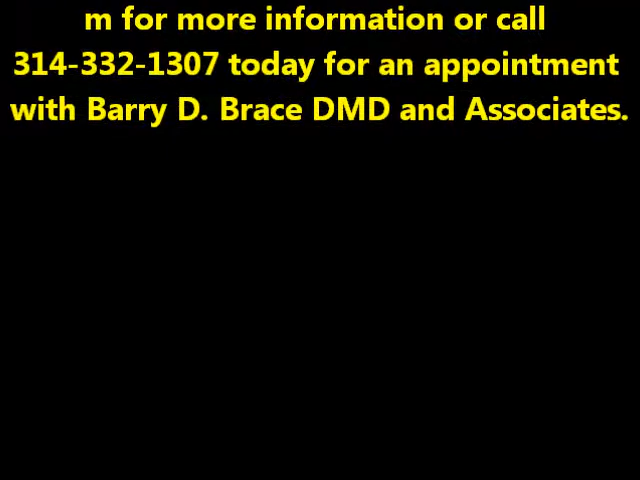 m for more information or call
314-332-1307 today for an appointment
with Barry D. Brace DMD and Associates.